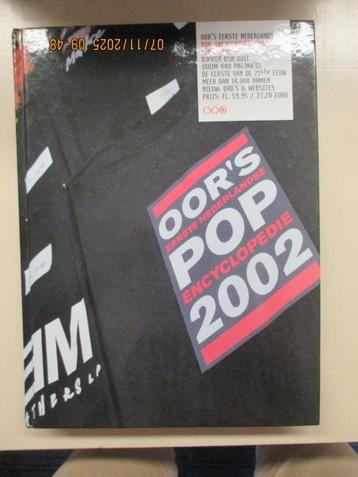 07/11/2025 09:48
OOR'S EERSTE NEDERLANDSE
POP ENCYCLOPEDIE
DIKKER DAN OOIT
(RUIM 440 PAGINA'S)
DE EERSTE VAN DE 21STE EEUW
MEER DAN 14.000 NAMEN
NIEUW: DVD'S & WEBSITES
PRIJS: FL. 59,95 / 27,20 EURO
OOR
OOR'S
EERSTE NEDERLANDSE
POP
ENCYCLOPEDIE
2002